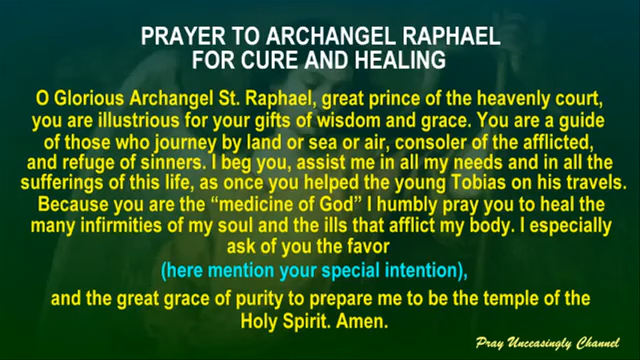 PRAYER TO ARCHANGEL RAPHAEL
FOR CURE AND HEALING
O Glorious Archangel St. Raphael, great prince of the heavenly court,
you are illustrious for your gifts of wisdom and grace. You are a guide
of those who journey by land or sea or air, consoler of the afflicted,
and refuge of sinners. I beg you, assist me in all my needs and in all the
sufferings of this life, as once you helped the young Tobias on his travels.
Because you are the “medicine of God” I humbly pray you to heal the
many infirmities of my soul and the ills that afflict my body. I especially
ask of you the favor
(here mention your special intention),
and the great grace of purity to prepare me to be the temple of the
Holy Spirit. Amen.
Pray Unceasingly Channel